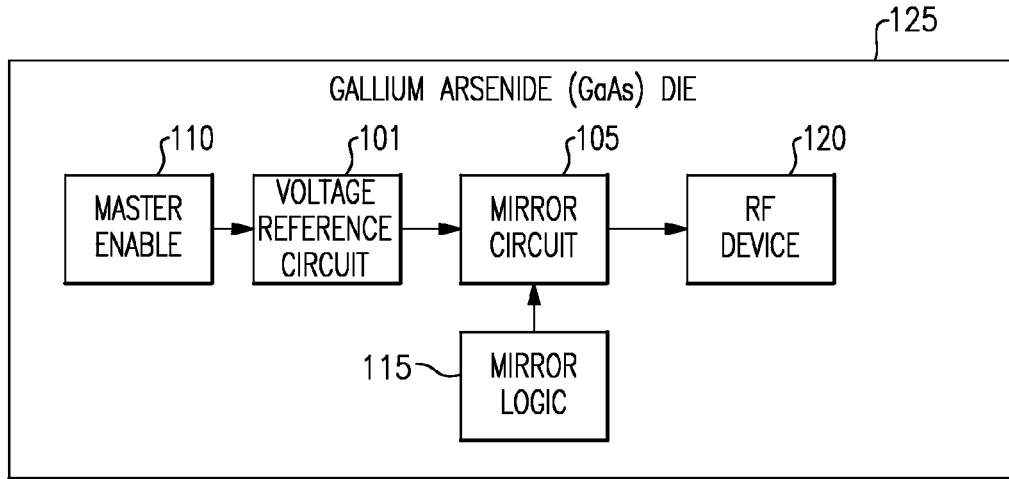 125
GALLIUM ARSENIDE (GaAs) DIE
110
101
105
120
MASTER
ENABLE
VOLTAGE
REFERENCE
CIRCUIT
MIRROR
CIRCUIT
RF
DEVICE
115
MIRROR
LOGIC